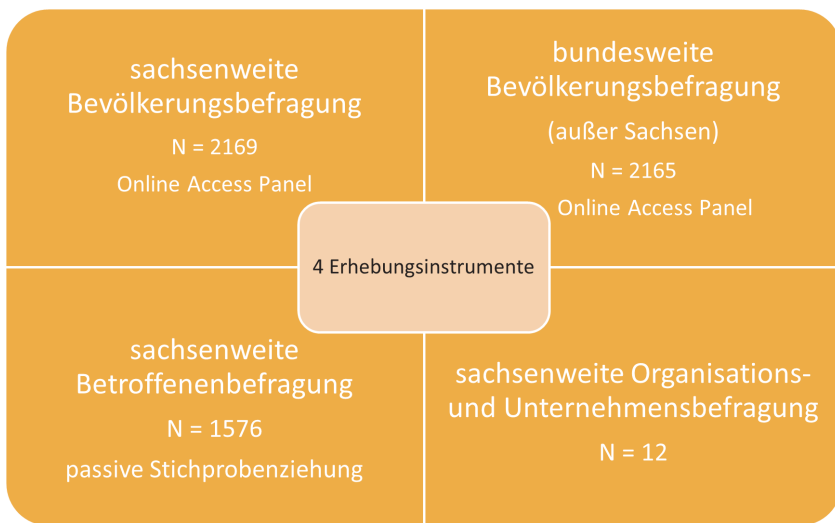 sachsenweite
Bevölkerungsbefragung
N = 2169
Online Access Panel
bundesweite
Bevölkerungsbefragung
(außer Sachsen)
N = 2165
Online Access Panel
4 Erhebungsinstrumente
sachsenweite
Betroffenenbefragung
N = 1576
passive Stichprobenziehung
sachsenweite Organisations-
und Unternehmensbefragung
N = 12